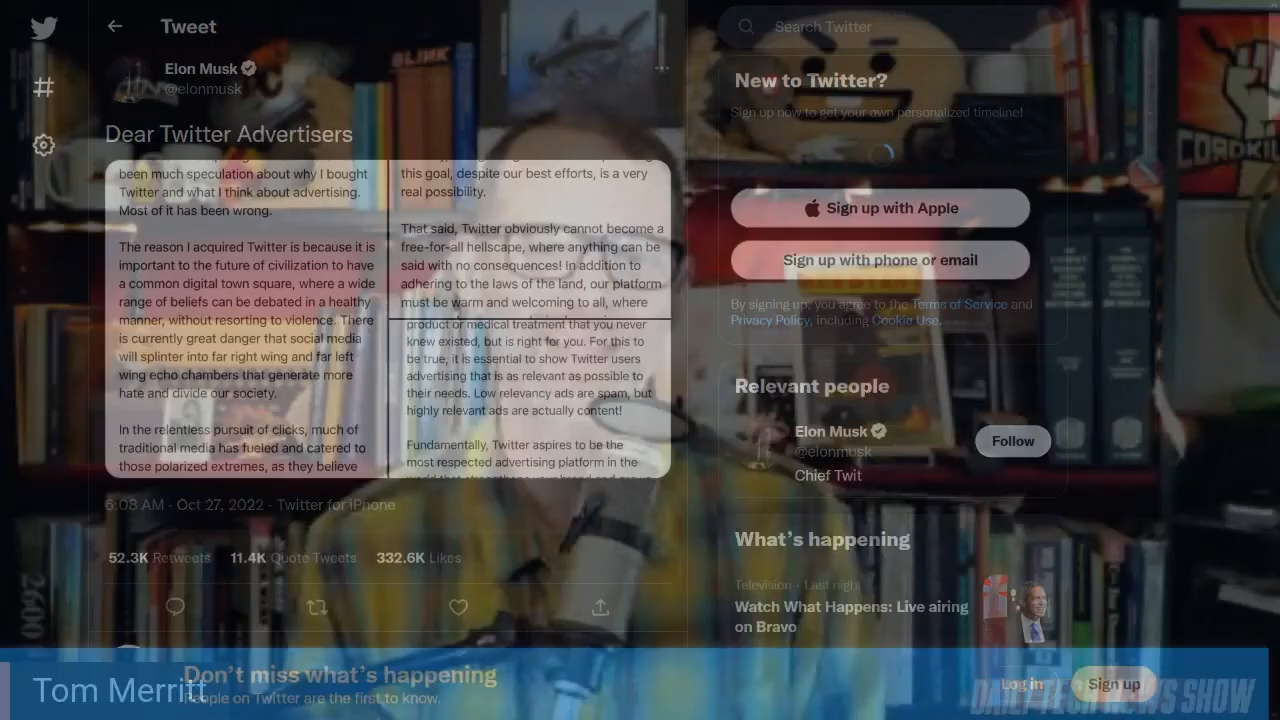 Tweet
Search Twitter
Elon Musk
@elonmusk
Dear Twitter Advertisers
been much speculation about why I bought
Twitter and what I think about advertising.
Most of it has been wrong.
The reason I acquired Twitter is because it is
important to the future of civilization to have
a common digital town square, where a wide
range of beliefs can be debated in a healthy
manner, without resorting to violence. There
is currently great danger that social media
will splinter into far right wing and far left
wing echo chambers that generate more
hate and divide our society.
In the relentless pursuit of clicks, much of
traditional media has fueled and catered to
those polarized extremes, as they believe
this goal, despite our best efforts, is a very
real possibility.
That said, Twitter obviously cannot become a
free-for-all hellscape, where anything can be
said with no consequences! In addition to
adhering to the laws of the land, our platform
must be warm and welcoming to all, where
product or medical treatment that you never
knew existed, but is right for you. For this to
be true, it is essential to show Twitter users
advertising that is as relevant as possible to
their needs. Low relevancy ads are spam, but
highly relevant ads are actually content!
Fundamentally, Twitter aspires to be the
most respected advertising platform in the
6:08 AM · Oct 27, 2022 · Twitter for iPhone
52.3K Retweets 11.4K Quote Tweets 332.6K Likes
New to Twitter?
Sign up now to get your own personalized timeline!
Sign up with Apple
Sign up with phone or email
By signing up, you agree to the Terms of Service and
Privacy Policy, including Cookie Use.
Relevant people
Elon Musk
@elonmusk
Follow
Chief Twit
What's happening
Television · Last night
Watch What Happens: Live airing
on Bravo
BLINK
CORDKIL
2600
Don't miss what's happening
People on Twitter are the first to know.
Log in
Sign up
Tom Merritt
DAILY TECH NEWS SHOW